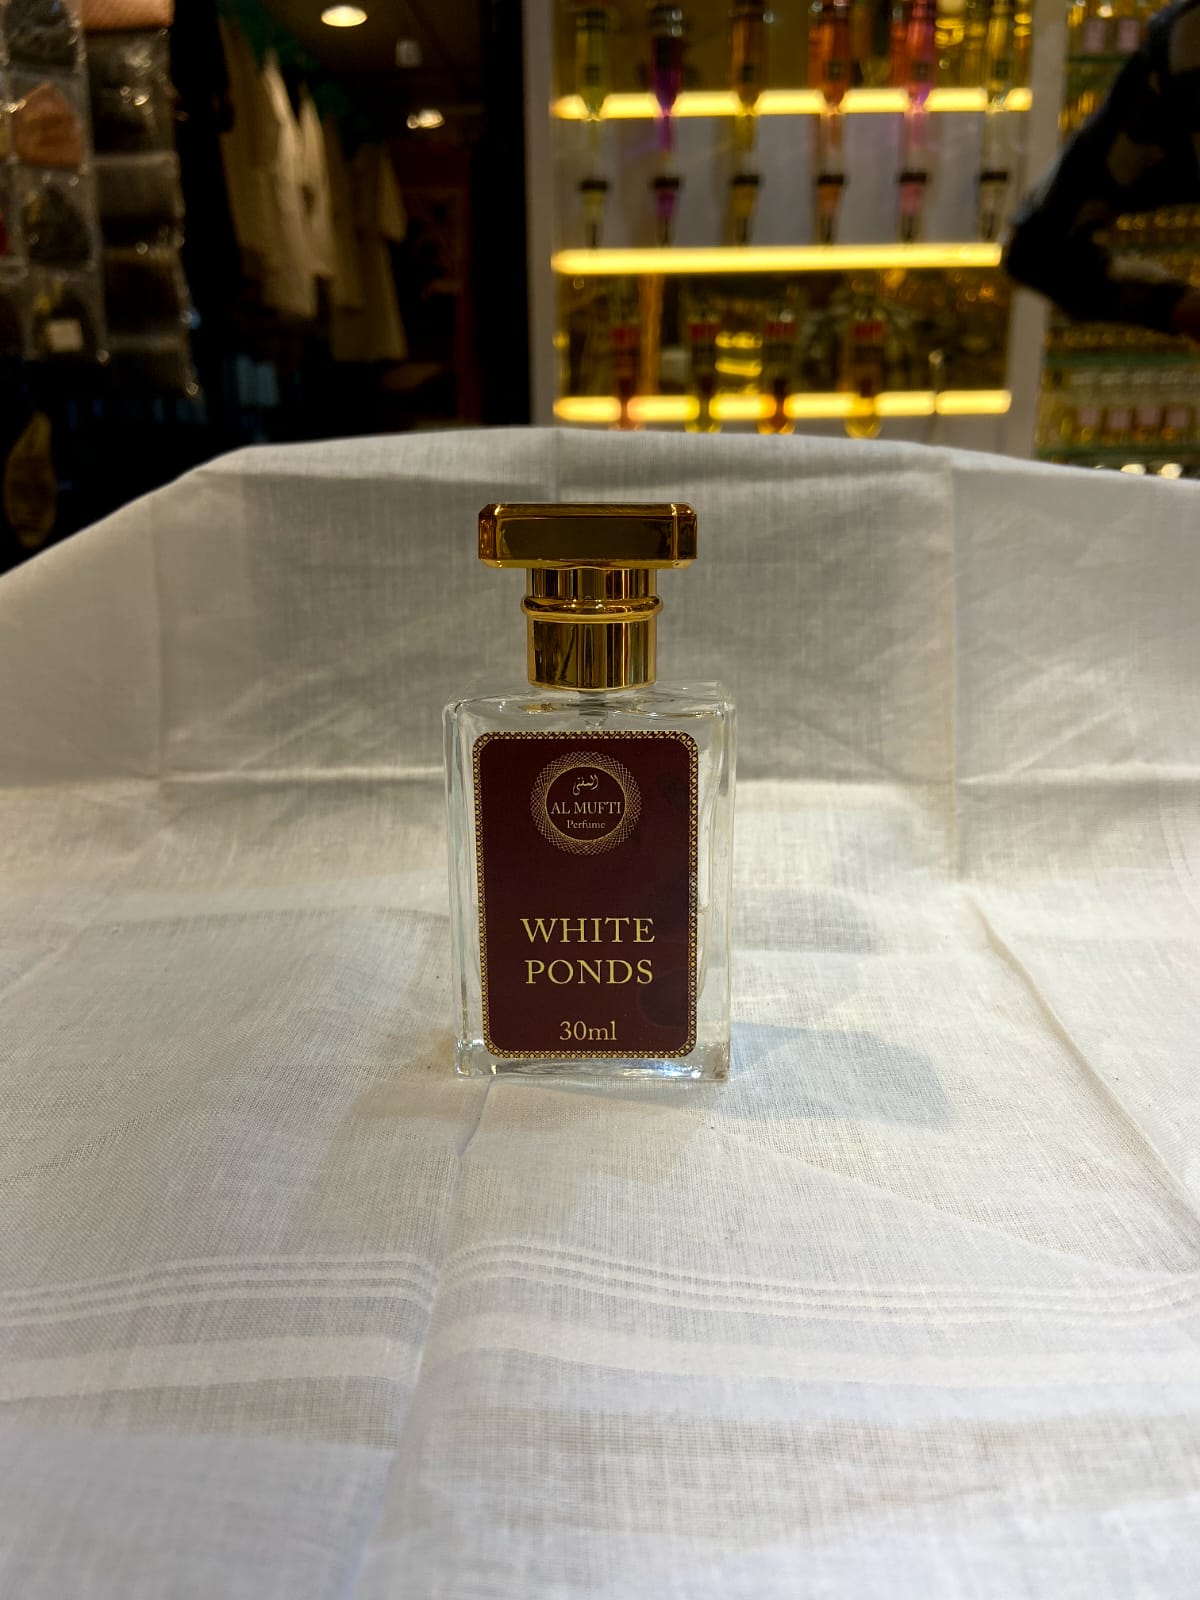 المفتي
AL MUFTI
Perfume
WHITE
PONDS
30ml